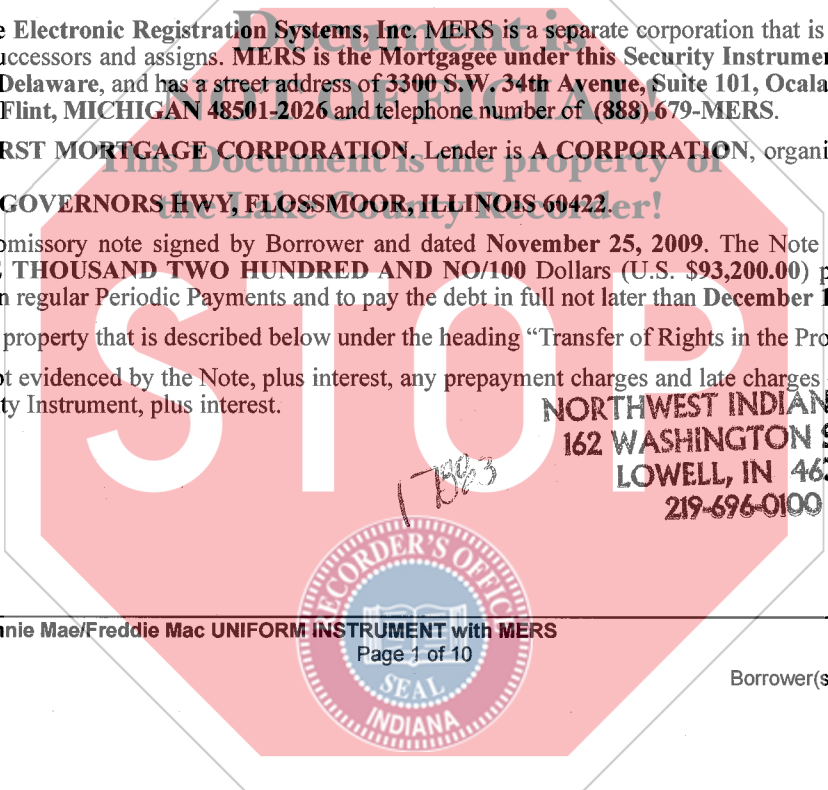 Electronic Registration Systems, Inc. MERS is a separate corporation that is
Document is
uccessors and assigns. MERS is the Mortgagee under this Security Instrumen
Delaware, and has a street address of 3300 S.W. 34th Avenue, Suite 101, Ocala
NOT OFFICIAL!
Flint, MICHIGAN 48501-2026 and telephone number of (888) 679-MERS.
RST MORTGAGE CORPORATION. Lender is A CORPORATION, organi
This Document is the property of
GOVERNORS HWY, FLOSSMOOR, ILLINOIS 60422.
the Lake County Recorder!
omissory note signed by Borrower and dated November 25, 2009. The Note
THOUSAND TWO HUNDRED AND NO/100 Dollars (U.S. $93,200.00) p
n regular Periodic Payments and to pay the debt in full not later than December 1
property that is described below under the heading “Transfer of Rights in the Pro
t evidenced by the Note, plus interest, any prepayment charges and late charges
ty Instrument, plus interest.
STOP
NORTHWEST INDIAN
162 WASHINGTON S
LOWELL, IN 463
219-696-0100
RECORDER'S OFFICE
SEAL
INDIANA
nnie Mae/Freddie Mac UNIFORM INSTRUMENT with MERS
Page 1 of 10
Borrower(s